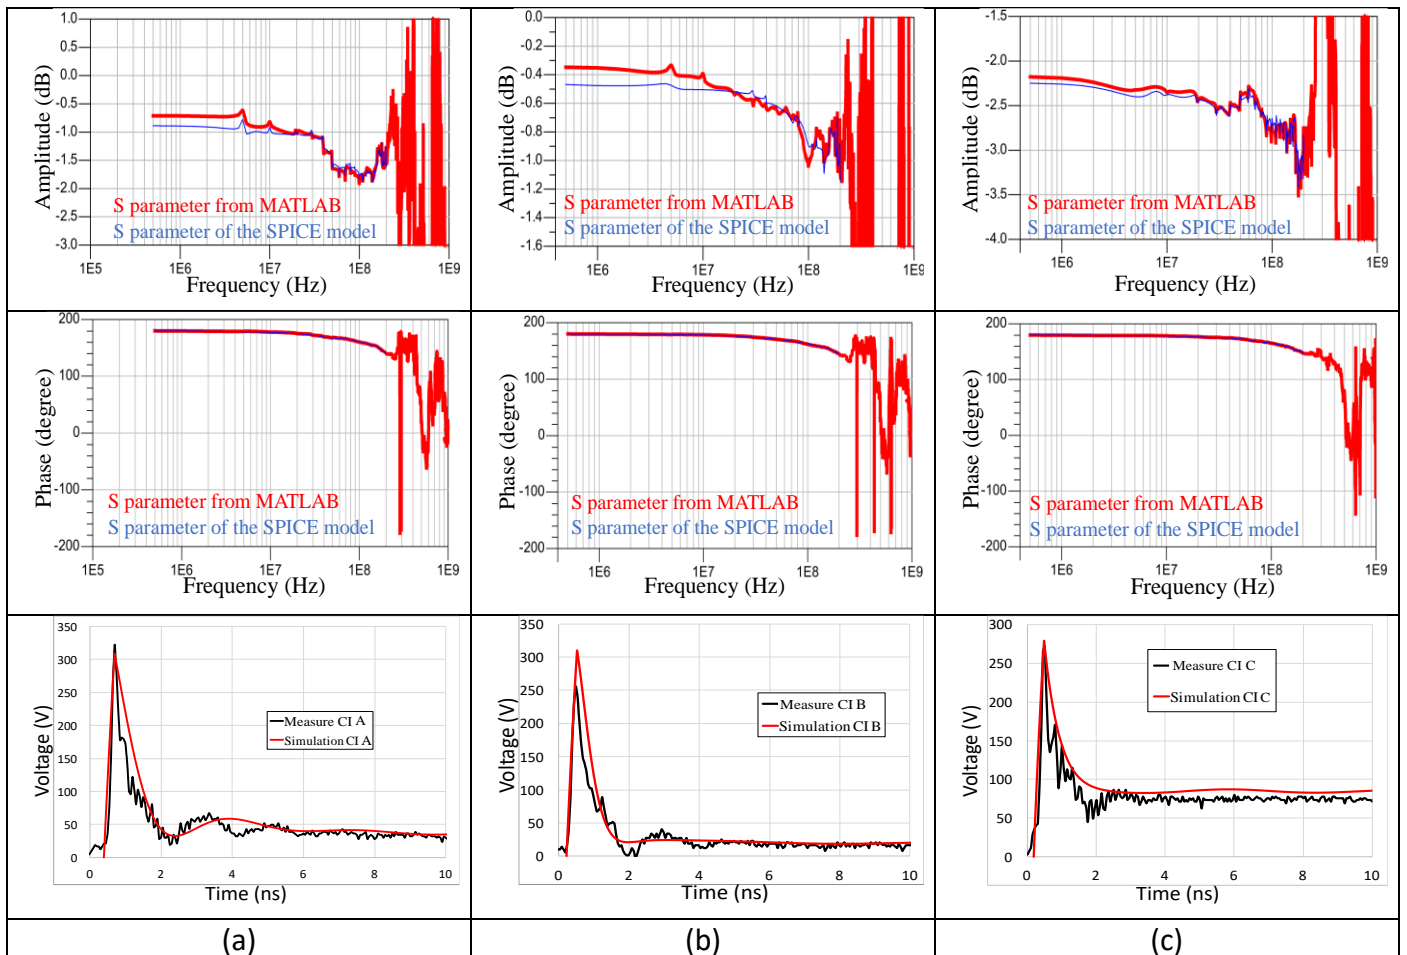 Amplitude (dB)
1.0
0.5
0.0
-0.5
-1.0
-1.5
-2.0
-2.5
-3.0
S parameter from MATLAB
S parameter of the SPICE model
1E5
1E6
1E7
1E8
1E9
Frequency (Hz)
Amplitude (dB)
0.0
-0.2
-0.4
-0.6
-0.8
-1.0
-1.2
-1.4
-1.6
S parameter from MATLAB
S parameter of the SPICE model
1E6
1E7
1E8
1E9
Frequency (Hz)
Amplitude (dB)
-1.5
-2.0
-2.5
-3.0
-3.5
-4.0
S parameter from MATLAB
S parameter of the SPICE model
1E6
1E7
1E8
1E9
Frequency (Hz)
Phase (degree)
200
100
0
-100
-200
S parameter from MATLAB
S parameter of the SPICE model
1E5
1E6
1E7
1E8
1E9
Frequency (Hz)
Phase (degree)
200
100
0
-100
-200
S parameter from MATLAB
S parameter of the SPICE model
1E6
1E7
1E8
1E9
Frequency (Hz)
Phase (degree)
200
100
0
-100
-200
S parameter from MATLAB
S parameter of the SPICE model
1E6
1E7
1E8
1E9
Frequency (Hz)
Voltage (V)
350
300
250
200
150
100
50
0
Measure CI A
Simulation CI A
0
2
4
6
8
10
Time (ns)
Voltage (V)
350
300
250
200
150
100
50
0
Measure CI B
Simulation CI B
0
2
4
6
8
10
Time (ns)
Voltage (V)
300
250
200
150
100
50
0
Measure CI C
Simulation CI C
0
2
4
6
8
10
Time (ns)
(a)
(b)
(c)